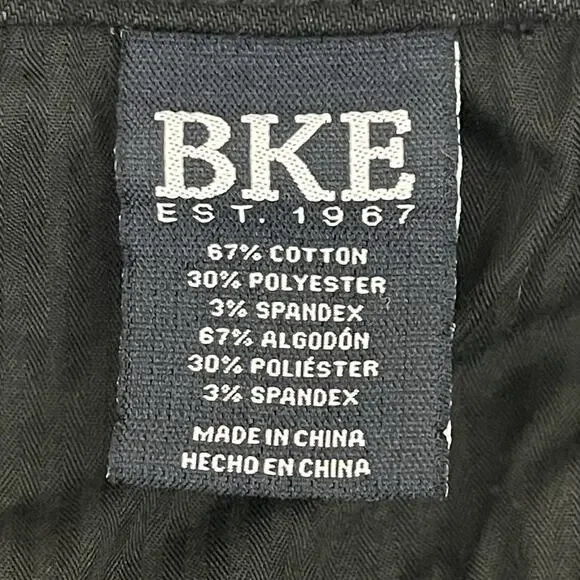 BKE
EST. 1967
67% COTTON
30% POLYESTER
3% SPANDEX
67% ALGODÓN
30% POLIÉSTER
3% SPANDEX
MADE IN CHINA
HECHO EN CHINA